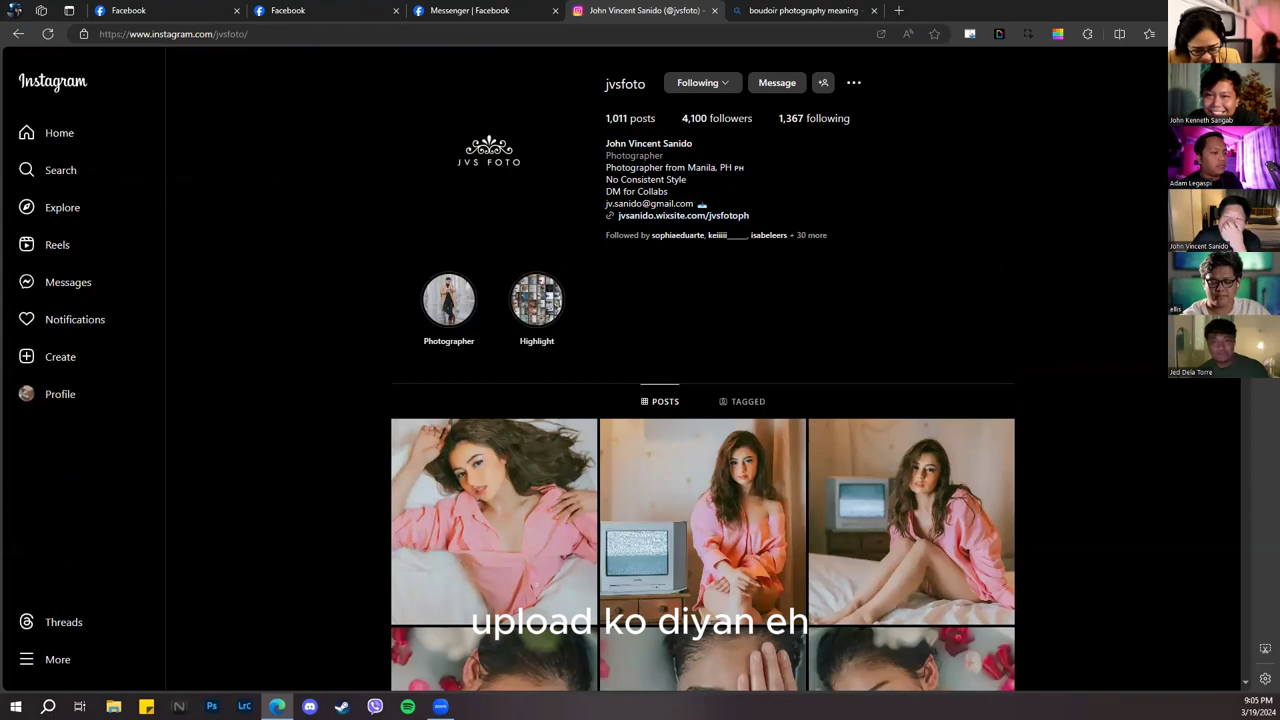 Facebook
Facebook
Messenger | Facebook
John Vincent Sanido (@jvsfoto) -
boudoir photography meaning -
https://www.instagram.com/jvsfoto/
Instagram
Home
Search
Explore
Reels
Messages
Notifications
Create
Profile
Threads
More
jvsfoto
Following
Message
1,011 posts
4,100 followers
1,367 following
JVS FOTO
John Vincent Sanido
Photographer
Photographer from Manila, PH PH
No Consistent Style
DM for Collabs
jv.sanido@gmail.com
jvsanido.wixsite.com/jvsfotoph
Followed by sophiaeduarte, keiiiii_____, isabeleers + 30 more
Photographer
Highlight
POSTS
TAGGED
upload ko diyan eh
John Kenneth Sangab
Adam Legaspi
John Vincent Sanido
ellis
Jed Dela Torre
Ps
Lrc
zoom
9:05 PM
3/19/2024